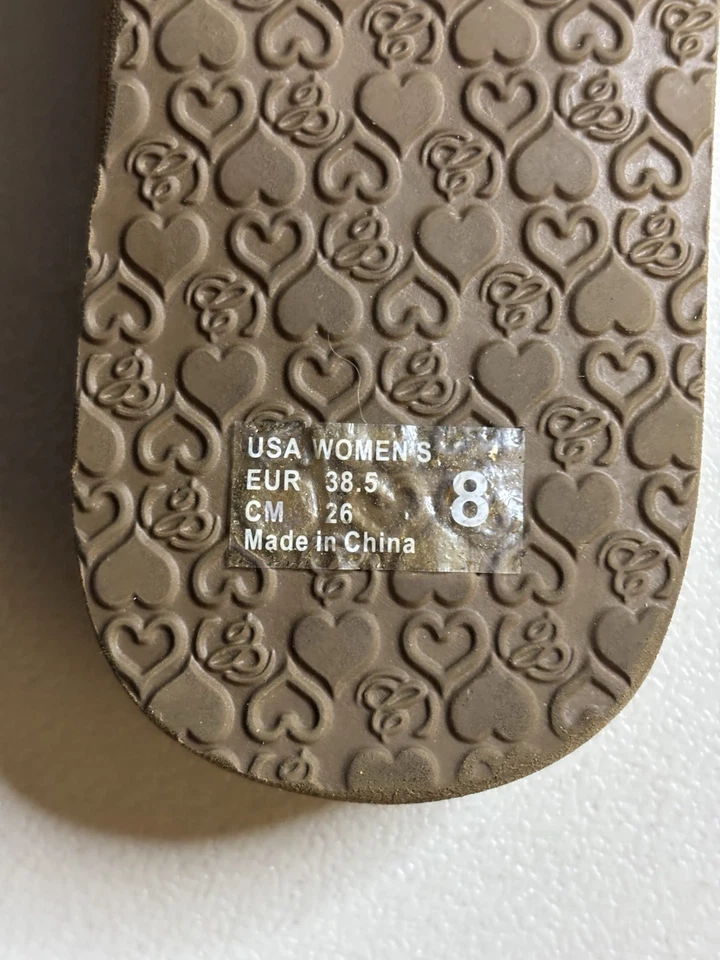 USA WOMEN'S
EUR 38.5
CM 26
8
Made in China